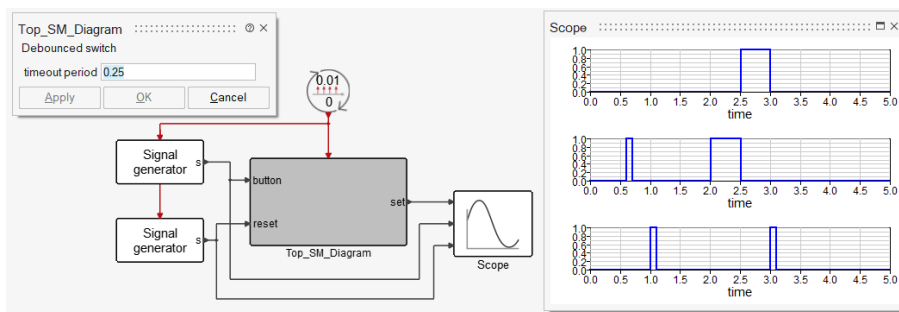 Top_SM_Diagram
Debounced switch
timeout period 0.25
Apply OK Cancel
0.01
0
Signal
generator
s
Signal
generator
s
button
reset
set
Top_SM_Diagram
Scope
Scope
1.0
0.8
0.6
0.4
0.2
0.0
0.0 0.5 1.0 1.5 2.0 2.5 3.0 3.5 4.0 4.5 5.0
time
1.0
0.8
0.6
0.4
0.2
0.0
0.0 0.5 1.0 1.5 2.0 2.5 3.0 3.5 4.0 4.5 5.0
time
1.0
0.8
0.6
0.4
0.2
0.0
0.0 0.5 1.0 1.5 2.0 2.5 3.0 3.5 4.0 4.5 5.0
time